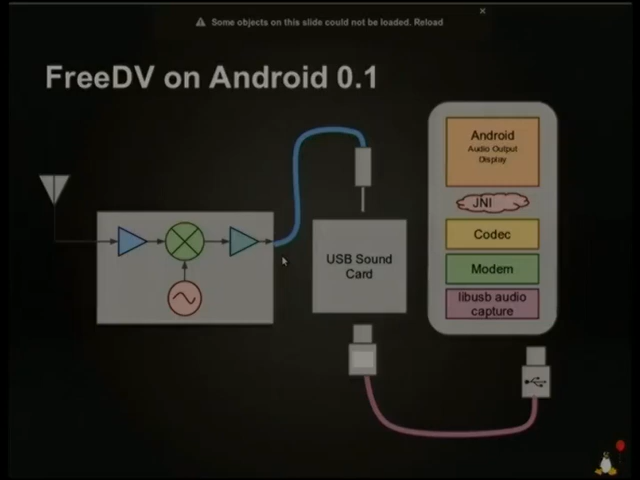 Some objects on this slide could not be loaded. Reload
×
FreeDV on Android 0.1
Android
Audio Output
Display
JNI
USB Sound
Card
Codec
Modem
libusb audio
capture